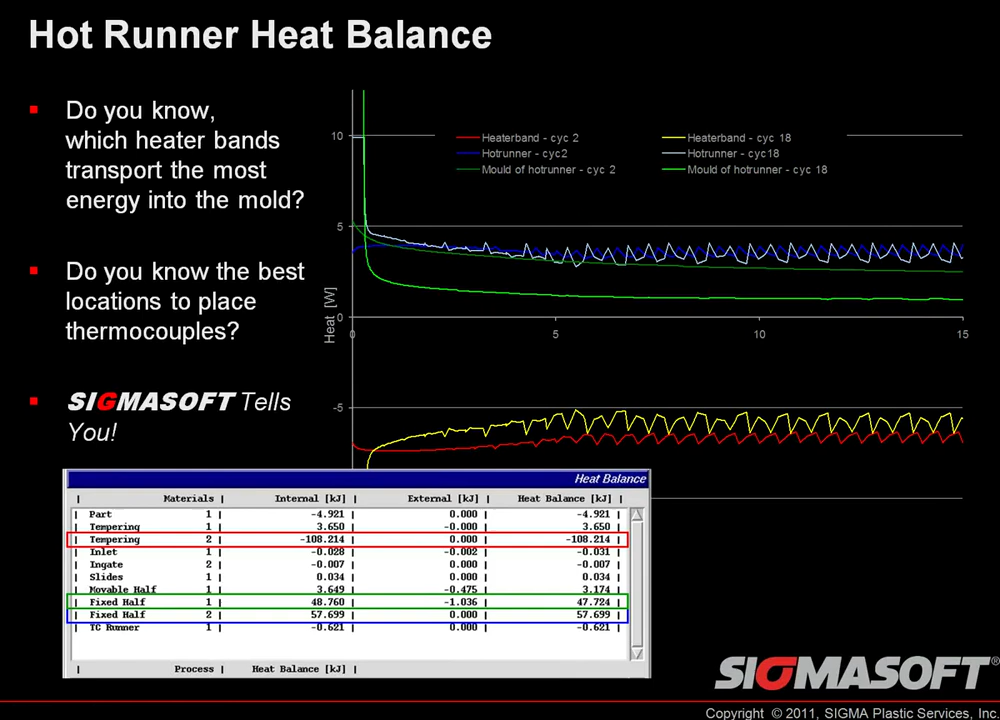 Hot Runner Heat Balance
Do you know,
which heater bands
transport the most
energy into the mold?
Do you know the best
locations to place
thermocouples?
SIGMASOFT Tells
You!
Heaterband - cyc 2
Heaterband - cyc 18
Hotrunner - cyc2
Hotrunner - cyc18
Mould of hotrunner - cyc 2
Mould of hotrunner - cyc 18
Heat [W]
10
5
0
-5
0
5
10
15
Heat Balance
| Materials | Internal [kJ] | External [kJ] | Heat Balance [kJ] |
| Part 1 | -4.921 | 0.000 | -4.921 |
| Tempering 1 | 3.650 | -0.000 | 3.650 |
| Tempering 2 | -108.214 | 0.000 | -108.214 |
| Inlet 1 | -0.028 | -0.002 | -0.031 |
| Ingate 2 | -0.007 | 0.000 | -0.007 |
| Slides 1 | 0.034 | 0.000 | 0.034 |
| Movable Half 1 | 3.649 | -0.475 | 3.174 |
| Fixed Half 1 | 48.760 | -1.036 | 47.724 |
| Fixed Half 2 | 57.699 | 0.000 | 57.699 |
| TC Runner 1 | -0.621 | 0.000 | -0.621 |
| Process | Heat Balance [kJ] |
SIGMASOFT®
Copyright © 2011, SIGMA Plastic Services, Inc.